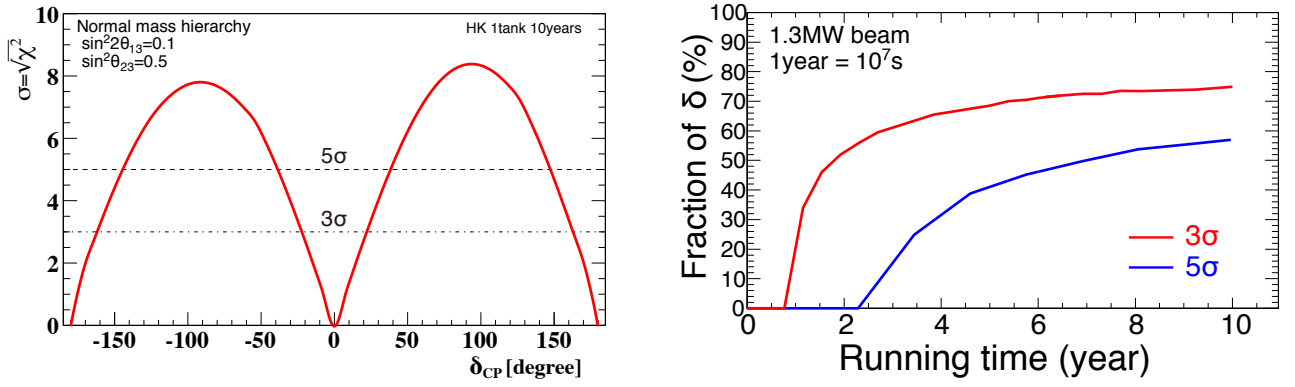 Normal mass hierarchy
sin²2θ₁₃=0.1
sin²θ₂₃=0.5
HK 1tank 10years
σ=√χ²
10
8
6
4
2
0
5σ
3σ
-150 -100 -50 0 50 100 150
δCP [degree]
1.3MW beam
1year = 10⁷s
Fraction of δ (%)
100
90
80
70
60
50
40
30
20
10
0
3σ
5σ
0 2 4 6 8 10
Running time (year)